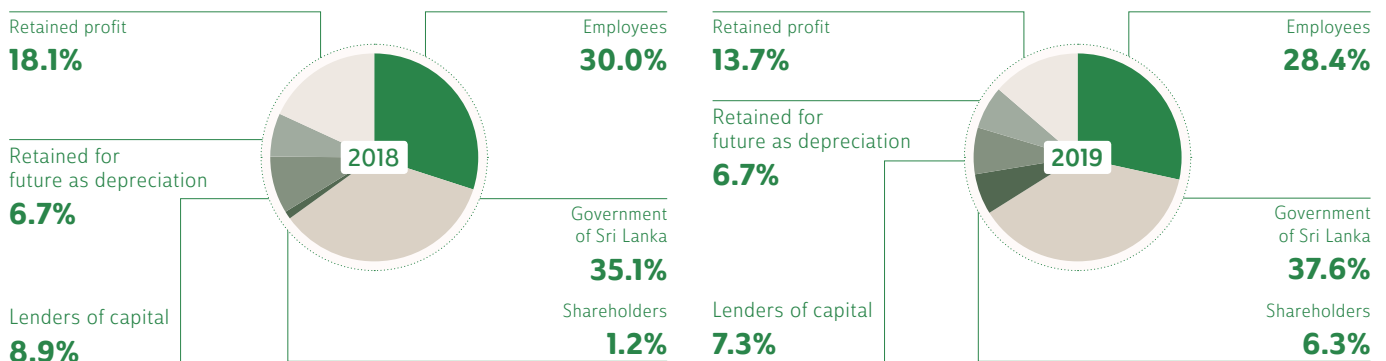 Retained profit
18.1%
Employees
30.0%
2018
Retained for
future as depreciation
6.7%
Government
of Sri Lanka
35.1%
Lenders of capital
8.9%
Shareholders
1.2%
Retained profit
13.7%
Employees
28.4%
2019
Retained for
future as depreciation
6.7%
Government
of Sri Lanka
37.6%
Lenders of capital
7.3%
Shareholders
6.3%